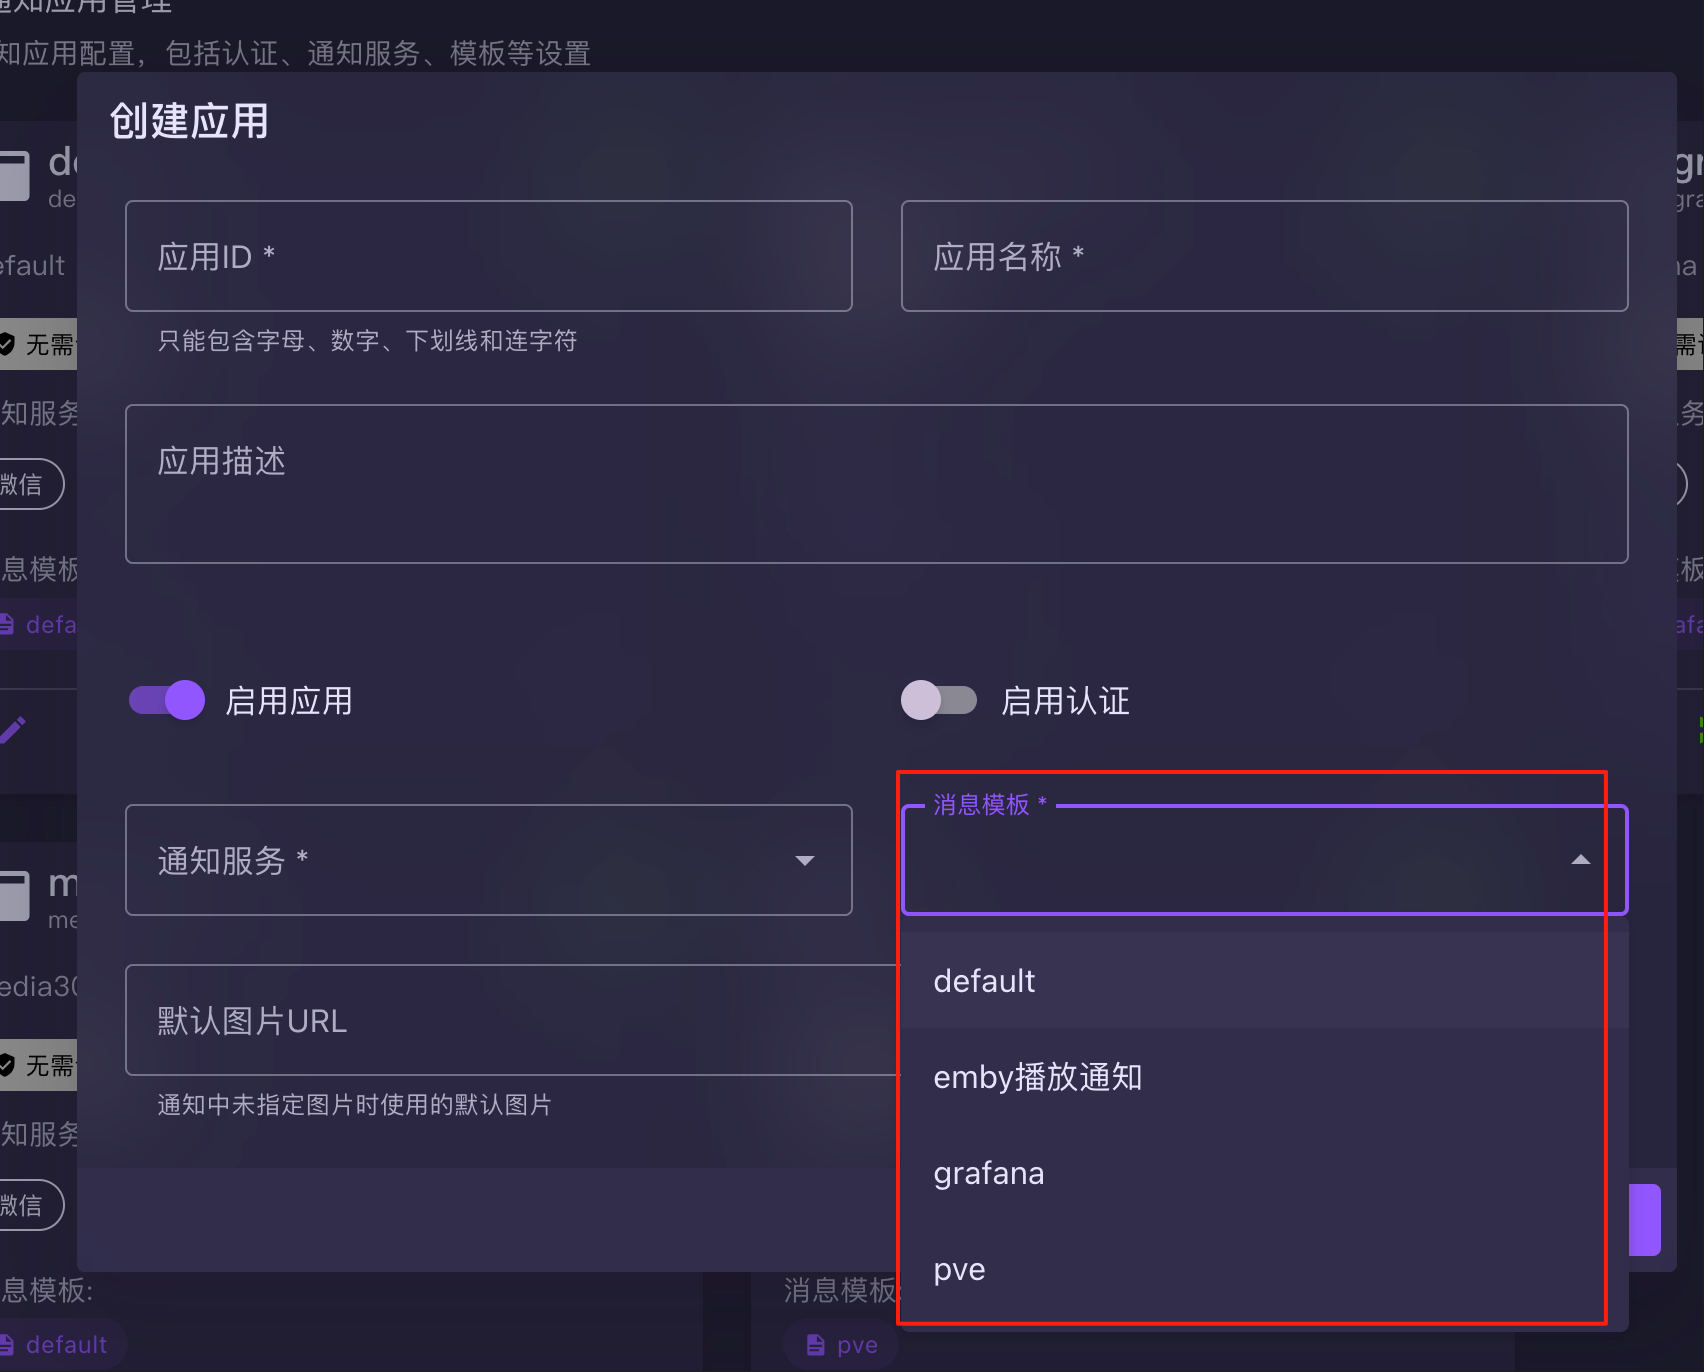 通知应用管理
知应用配置，包括认证、通知服务、模板等设置
创建应用
应用ID *
应用名称 *
只能包含字母、数字、下划线和连字符
应用描述
启用应用
启用认证
通知服务 *
消息模板 *
default
emby播放通知
grafana
pve
默认图片URL
通知中未指定图片时使用的默认图片
de
de
efault
无需
知服务
微信
息模板
defa
m
me
edia30
无需
知服务
微信
息模板:
default
消息模板:
pve
gr
gra
na
需
务
板
afa